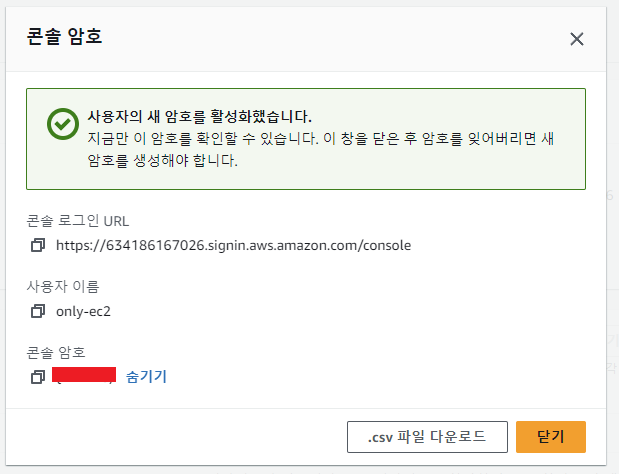 콘솔 암호
사용자의 새 암호를 활성화했습니다.
지금만 이 암호를 확인할 수 있습니다. 이 창을 닫은 후 암호를 잊어버리면 새
암호를 생성해야 합니다.
콘솔 로그인 URL
https://634186167026.signin.aws.amazon.com/console
사용자 이름
only-ec2
콘솔 암호
숨기기
.csv 파일 다운로드
닫기